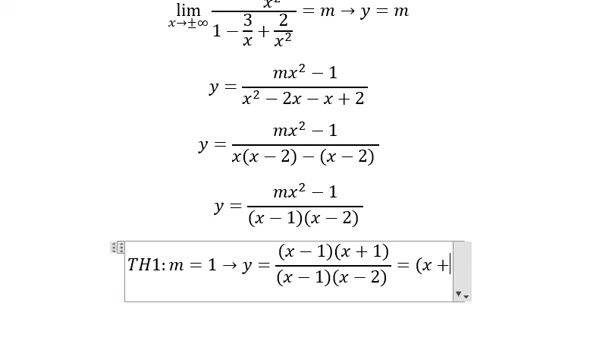 lim x→±∞ x² / (1 − 3/x + 2/x²) = m → y = m
y = (mx² − 1) / (x² − 2x − x + 2)
y = (mx² − 1) / (x(x − 2) − (x − 2))
y = (mx² − 1) / ((x − 1)(x − 2))
TH1: m = 1 → y = ((x − 1)(x + 1)) / ((x − 1)(x − 2)) = (x +